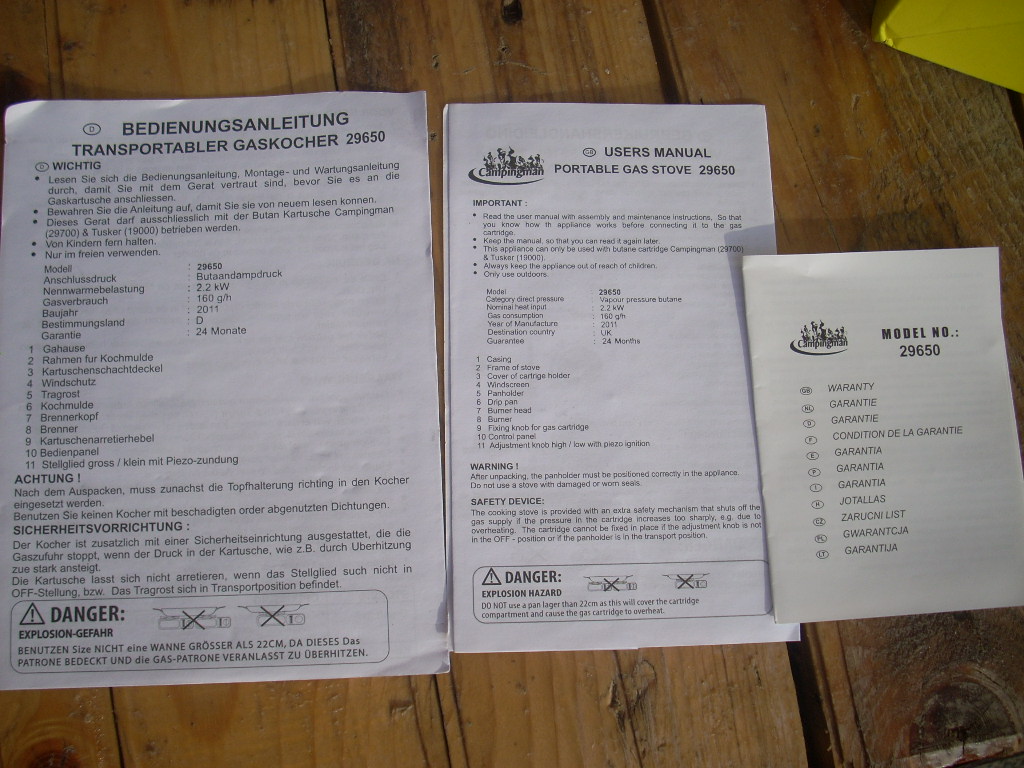 D BEDIENUNGSANLEITUNG
TRANSPORTABLER GASKOCHER 29650
D WICHTIG
• Lesen Sie sich die Bedienungsanleitung, Montage- und Wartungsanleitung
durch, damit Sie mit dem Gerat vertraut sind, bevor Sie es an die
Gaskartusche anschliessen.
• Bewahren Sie die Anleitung auf, damit Sie sie von neuem lesen konnen.
• Dieses Gerat darf ausschliesslich mit der Butan Kartusche Campingman
(29700) & Tusker (19000) betrieben werden.
• Von Kindern fern halten.
• Nur im freien verwenden.
Modell : 29650
Anschlussdruck : Butaandampdruck
Nennwarmebelastung : 2.2 kW
Gasverbrauch : 160 g/h
Baujahr : 2011
Bestimmungsland : D
Garantie : 24 Monate
1 Gahause
2 Rahmen fur Kochmulde
3 Kartuschenschachtdeckel
4 Windschutz
5 Tragrost
6 Kochmulde
7 Brennerkopf
8 Brenner
9 Kartuschenarretierhebel
10 Bedienpanel
11 Stellglied gross / klein mit Piezo-zundung
ACHTUNG !
Nach dem Auspacken, muss zunachst die Topfhalterung richting in den Kocher
eingesetzt werden.
Benutzen Sie keinen Kocher mit beschadigten order abgenutzten Dichtungen.
SICHERHEITSVORRICHTUNG :
Der Kocher ist zusatzlich mit einer Sicherheitseinrichtung ausgestattet, die die
Gaszufuhr stoppt, wenn der Druck in der Kartusche, wie z.B. durch Uberhitzung
zue stark ansteigt.
Die Kartusche lasst sich nicht arretieren, wenn das Stellglied such nicht in
OFF-Stellung, bzw. Das Tragrost sich in Transportposition befindet.
DANGER:
EXPLOSION-GEFAHR
BENUTZEN Size NICHT eine WANNE GRÖSSER ALS 22CM, DA DIESES Das
PATRONE BEDECKT UND die GAS-PATRONE VERANLASST ZU ÜBERHITZEN.
Campingman
GB USERS MANUAL
PORTABLE GAS STOVE 29650
IMPORTANT :
• Read the user manual with assembly and maintenance instructions, So that
you know how th appliance works before connecting it to the gas
cartridge.
• Keep the manual, so that you can read it again later.
• This appliance can only be used with butane cartridge Campingman (29700)
& Tusker (19000).
• Always keep the appliance out of reach of children.
• Only use outdoors.
Model : 29650
Category direct pressure : Vapour pressure butane
Nominal heat input : 2.2 kW
Gas consumption : 160 g/h
Year of Manufacture : 2011
Destination country : UK
Guerantee : 24 Months
1 Casing
2 Frame of stove
3 Cover of cartrige holder
4 Windscreen
5 Panholder
6 Drip pan
7 Burner head
8 Burner
9 Fixing knob for gas cartridge
10 Control panel
11 Adjustment knob high / low with piezo ignition
WARNING !
After unpacking, the panholder must be positioned correctly in the appliance.
Do not use a stove with damaged or worn seals.
SAFETY DEVICE:
The cooking stove is provided with an extra safety mechanism that shuts off the
gas supply if the pressure in the cartridge increases too sharply, e.g. due to
overheating. The cartridge cannot be fixed in place if the adjustment knob is not
in the OFF - position or if the panholder is in the transport position.
DANGER:
EXPLOSION HAZARD
DO NOT use a pan lager than 22cm as this will cover the cartridge
compartment and cause the gas cartridge to overheat.
Campingman
MODEL NO.:
29650
GB WARANTY
NL GARANTIE
D GARANTIE
F CONDITION DE LA GARANTIE
E GARANTIA
P GARANTIA
I GARANTIA
H JOTALLAS
CZ ZARUCNI LIST
PL GWARANTCJA
LT GARANTIJA